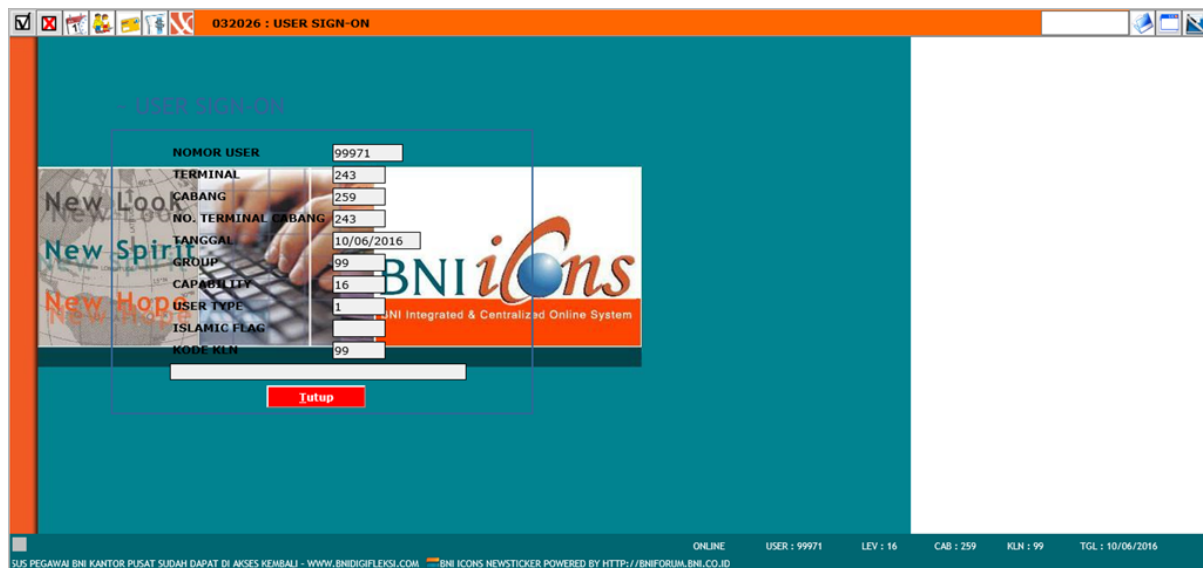 032026 : USER SIGN-ON
- USER SIGN-ON
NOMOR USER 99971
TERMINAL 243
CABANG 259
NO. TERMINAL CABANG 243
TANGGAL 10/06/2016
GROUP 99
CAPABILITY 16
USER TYPE 1
ISLAMIC FLAG
KODE KLN 99
Tutup
New Look
New Spirit
New Hope
BNI icons
BNI Integrated & Centralized Online System
ONLINE USER : 99971 LEV : 16 CAB : 259 KLN : 99 TGL : 10/06/2016
SUS PEGAWAI BNI KANTOR PUSAT SUDAH DAPAT DI AKSES KEMBALI - WWW.BNIDIGIFLEKSI.COM BNI ICONS NEWSTICKER POWERED BY HTTP://BNIFORUM.BNI.CO.ID